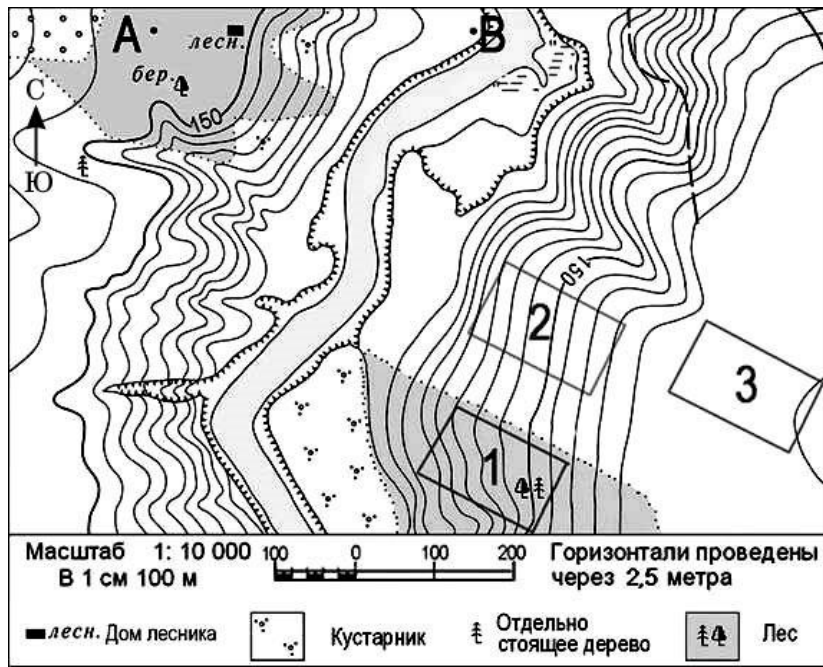 А
лесн.
В
бер.
С
150
Ю
150
2
3
1
Масштаб 1: 10 000
В 1 см 100 м
100 0 100 200
Горизонтали проведены
через 2,5 метра
лесн. Дом лесника
Кустарник
Отдельно
стоящее дерево
Лес